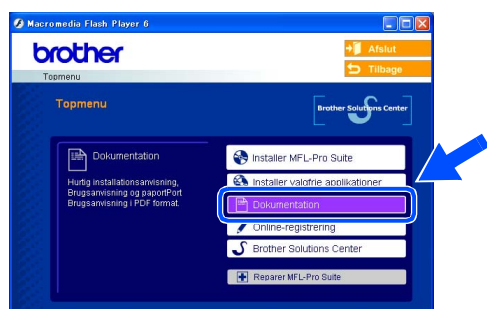 Macromedia Flash Player 6
brother
Afslut
Tilbage
Topmenu
Topmenu
Brother Solutions Center
Dokumentation
Hurtig installationsanvisning,
Brugsanvisning og paportPort
Brugsanvisning i PDF format.
Installer MFL-Pro Suite
Installer valgfrie applikationer
Dokumentation
Online-registrering
Brother Solutions Center
Reparer MFL-Pro Suite